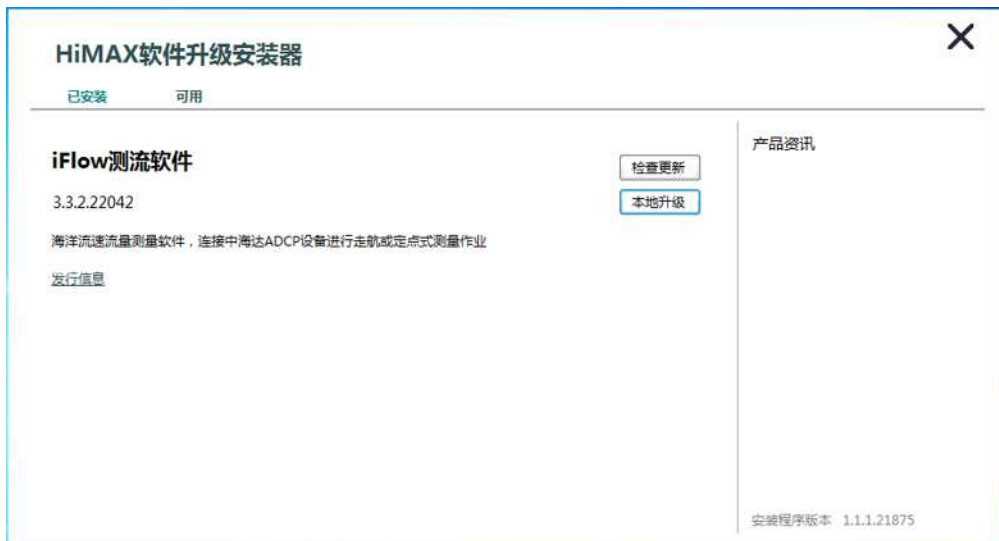 HiMAX软件升级安装器
已安装 可用
iFlow测流软件
检查更新
3.3.2.22042
本地升级
海洋流速流量测量软件，连接中海达ADCP设备进行走航或定点式测量作业
发行信息
产品资讯
安装程序版本 1.1.1.21875